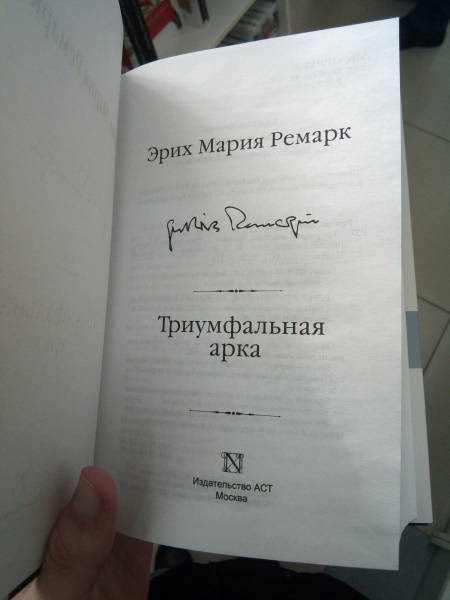 Эрих Мария Ремарк
Триумфальная
арка
N
Издательство АСТ
Москва